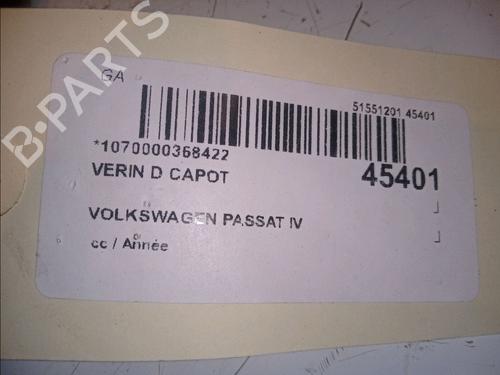 GA
51551201 45401
*1070000368422
VERIN D CAPOT
45401
VOLKSWAGEN PASSAT IV
cc / Année
B-PARTS